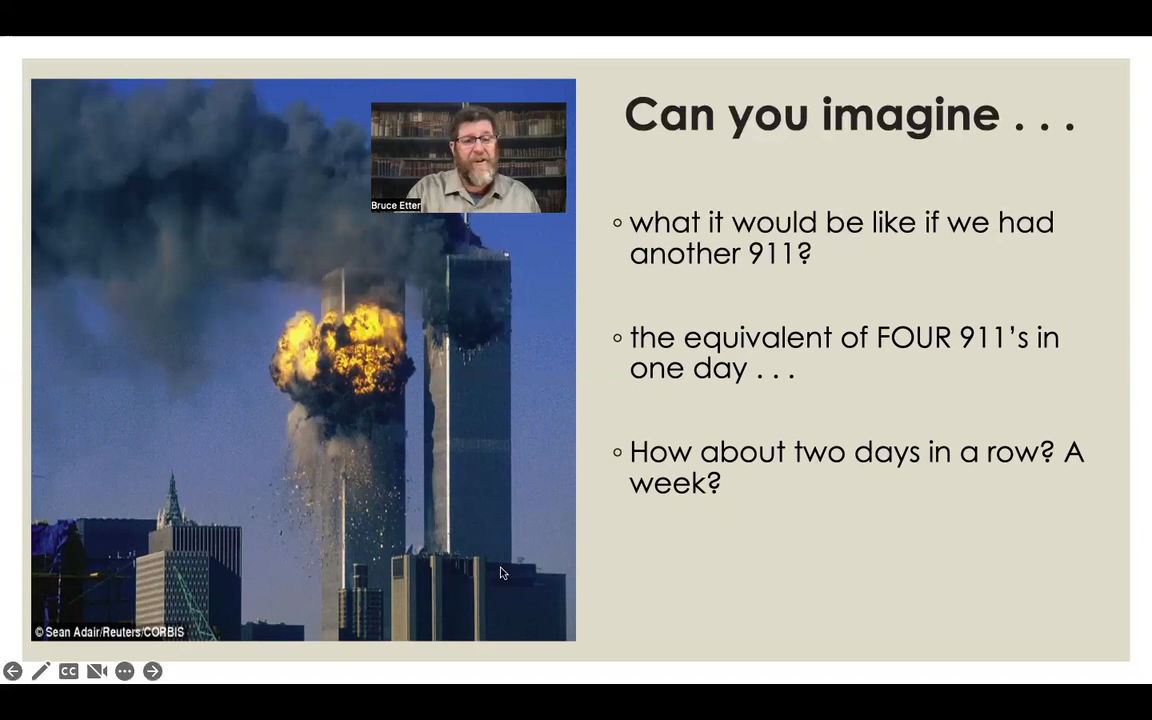 Can you imagine . . .
Bruce Etter
◦ what it would be like if we had
another 911?
◦ the equivalent of FOUR 911’s in
one day . . .
◦ How about two days in a row? A
week?
© Sean Adair/Reuters/CORBIS
CC